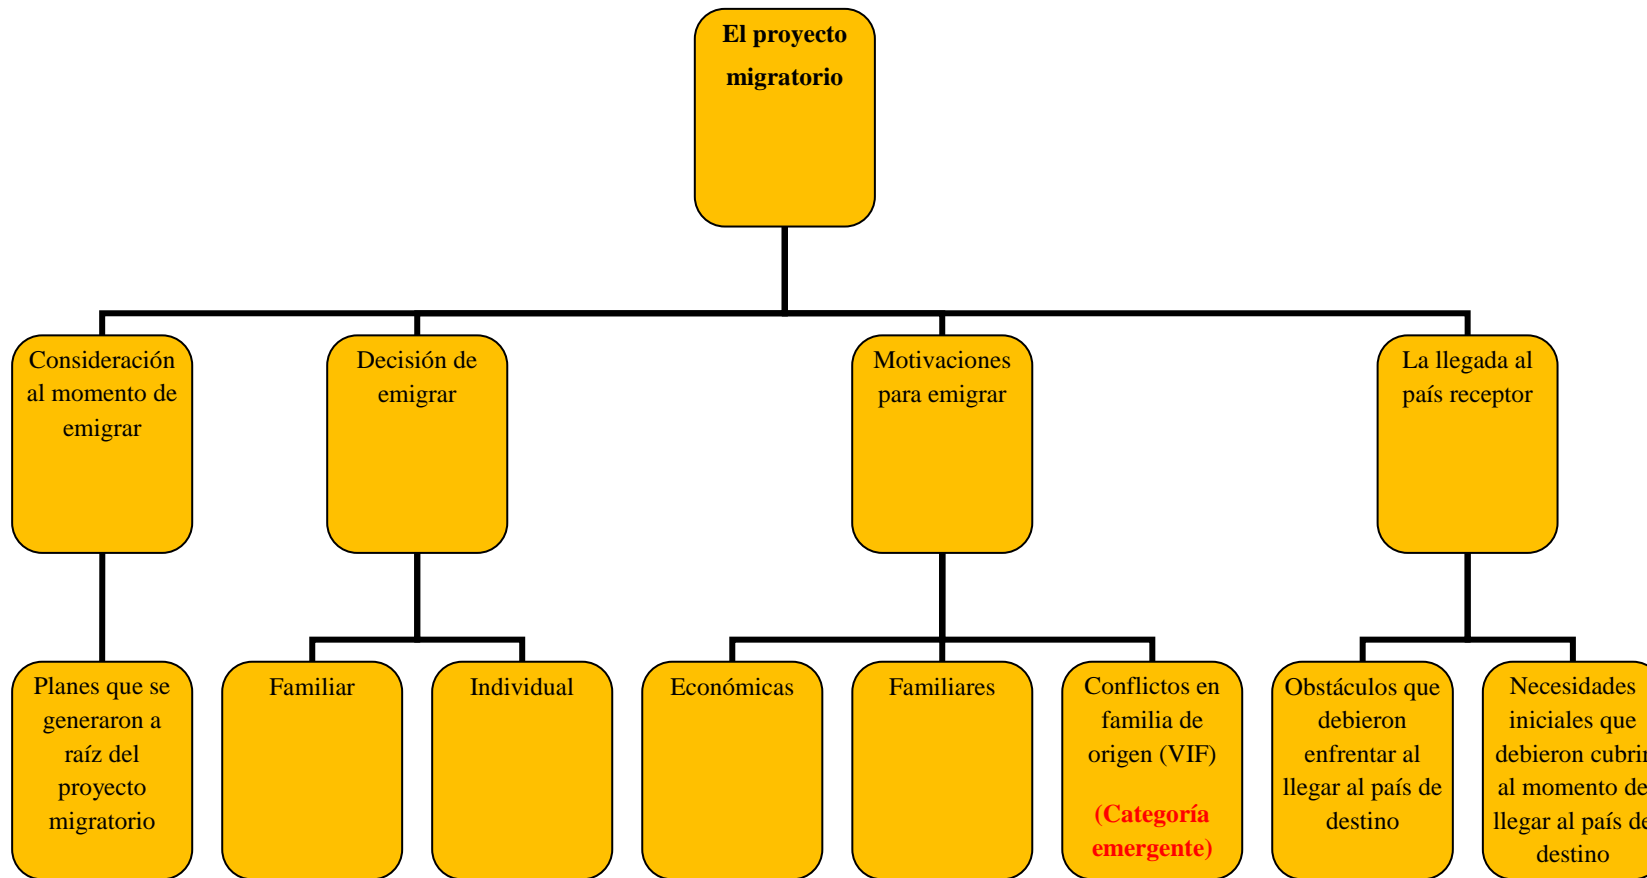 El proyecto
migratorio
Consideración
al momento de
emigrar
Decisión de
emigrar
Motivaciones
para emigrar
La llegada al
país receptor
Planes que se
generaron a
raíz del
proyecto
migratorio
Familiar
Individual
Económicas
Familiares
Conflictos en
familia de
origen (VIF)
(Categoría
emergente)
Obstáculos que
debieron
enfrentar al
llegar al país de
destino
Necesidades
iniciales que
debieron cubrir
al momento de
llegar al país de
destino